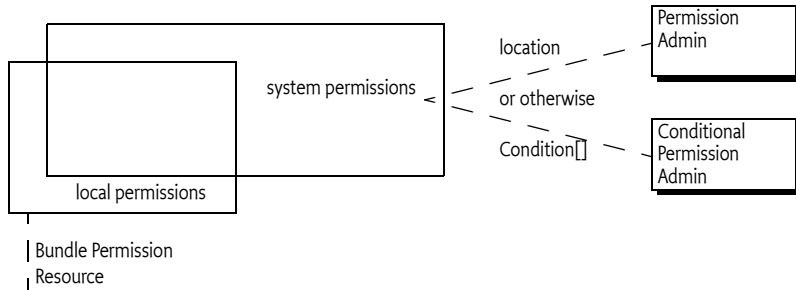 Permission
Admin
location
system permissions
or otherwise
Conditional
Permission
Admin
Condition[]
local permissions
Bundle Permission
Resource